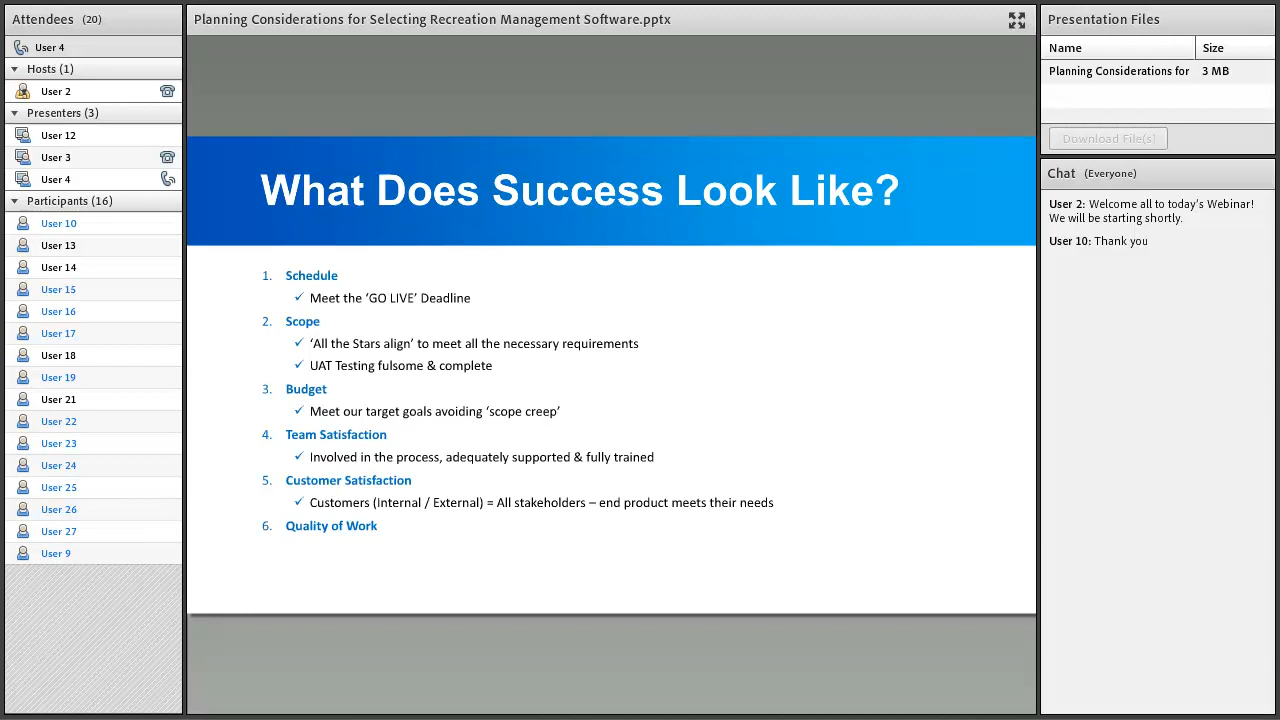 Attendees (20)
User 4
Hosts (1)
User 2
Presenters (3)
User 12
User 3
User 4
Participants (16)
User 10
User 13
User 14
User 15
User 16
User 17
User 18
User 19
User 21
User 22
User 23
User 24
User 25
User 26
User 27
User 9
Planning Considerations for Selecting Recreation Management Software.pptx
What Does Success Look Like?
1. Schedule
✓ Meet the ‘GO LIVE’ Deadline
2. Scope
✓ ‘All the Stars align’ to meet all the necessary requirements
✓ UAT Testing fulsome & complete
3. Budget
✓ Meet our target goals avoiding ‘scope creep’
4. Team Satisfaction
✓ Involved in the process, adequately supported & fully trained
5. Customer Satisfaction
✓ Customers (Internal / External) = All stakeholders – end product meets their needs
6. Quality of Work
Presentation Files
Name Size
Planning Considerations for 3 MB
Download File(s)
Chat (Everyone)
User 2: Welcome all to today's Webinar!
We will be starting shortly.
User 10: Thank you